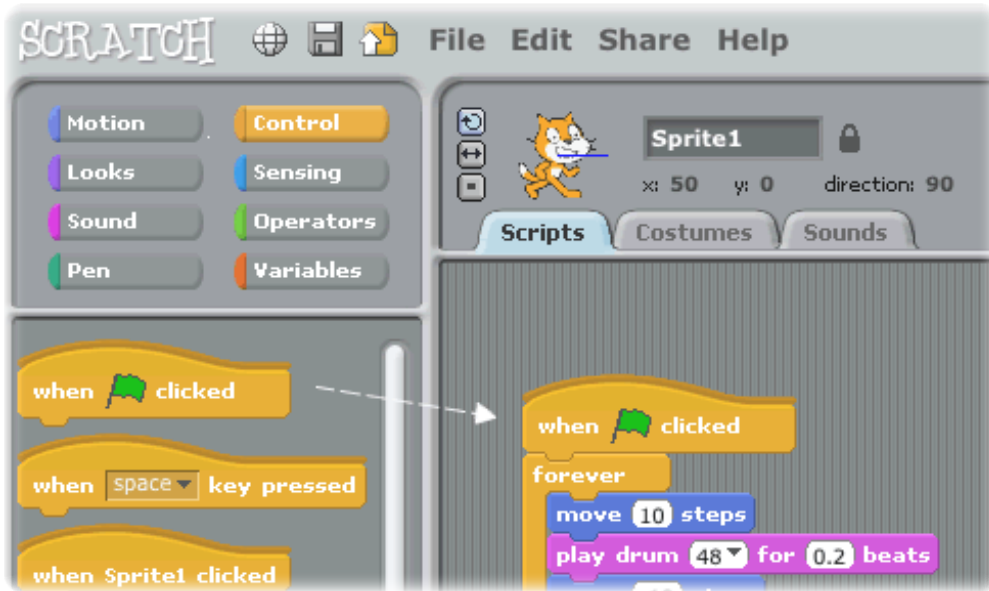 SCRATCH File Edit Share Help
Motion Control
Looks Sensing
Sound Operators
Pen Variables
Sprite1
x: 50 y: 0 direction: 90
Scripts Costumes Sounds
when clicked
when space key pressed
when Sprite1 clicked
when clicked
forever
move 10 steps
play drum 48 for 0.2 beats